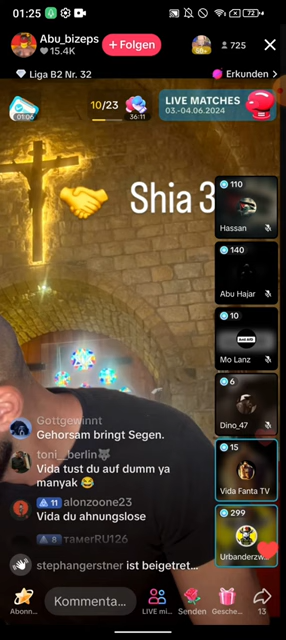 01:25
72
Abu_bizeps
15.4K
+ Folgen
725
Liga B2 Nr. 32
Erkunden >
01:06
10/23
36:11
LIVE MATCHES
03.-04.06.2024
Shia 3
110
Hassan
140
Abu Hajar
10
Mo Lanz
6
Dino_47
15
Vida Fanta TV
299
Urbanderzw...
Gottgewinnt
Gehorsam bringt Segen.
toni_berlin
Vida tust du auf dumm ya
manyak
11 alonzoone23
Vida du ahnungslose
8 TamerRU126
stephangerstner ist beigetret...
Abonn...
Kommenta...
LIVE mi...
Senden
Gesche...
13